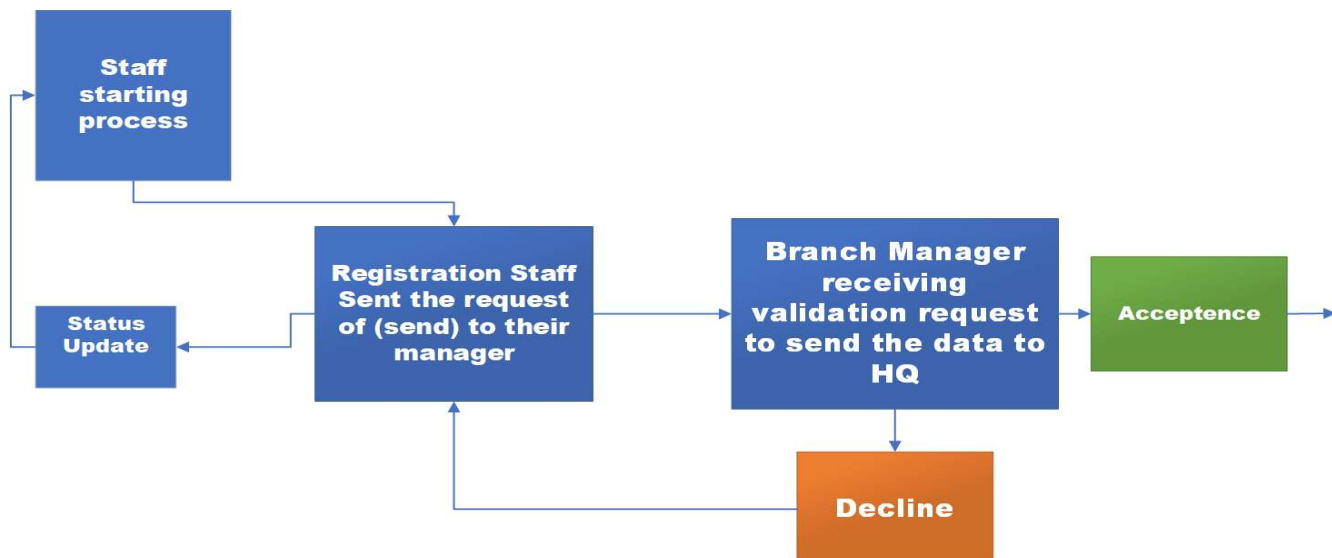 Staff
starting
process
Registration Staff
Sent the request
of (send) to their
manager
Status
Update
Branch Manager
receiving
validation request
to send the data to
HQ
Acceptence
Decline